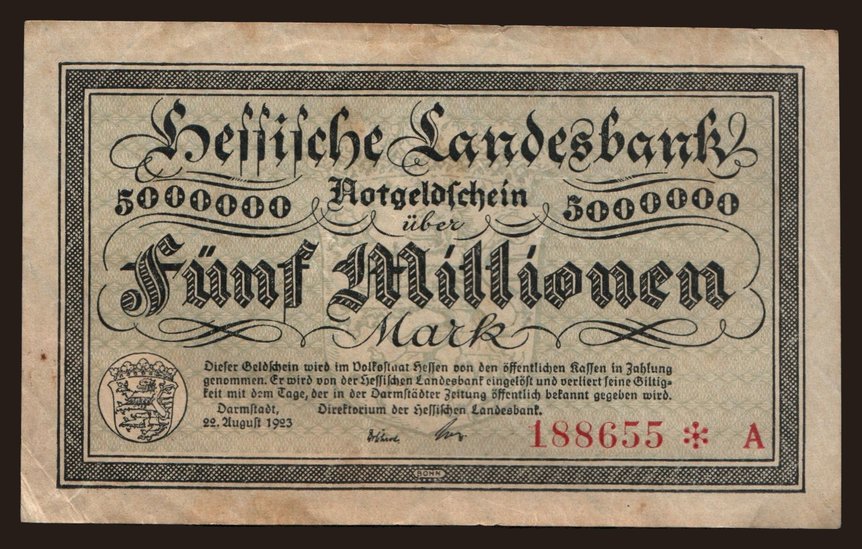 Hessische Landesbank
5000000 Notgeldschein 5000000
über
Fünf Millionen
Mark
Dieser Geldschein wird im Volksstaat Hessen von den öffentlichen Kassen in Zahlung
genommen. Er wird von der Hessischen Landesbank eingelöst und verliert seine Giltig-
keit mit dem Tage, der in der Darmstädter Zeitung öffentlich bekannt gegeben wird.
Darmstadt, Direktorium der Hessischen Landesbank.
22. August 1923
188655 * A